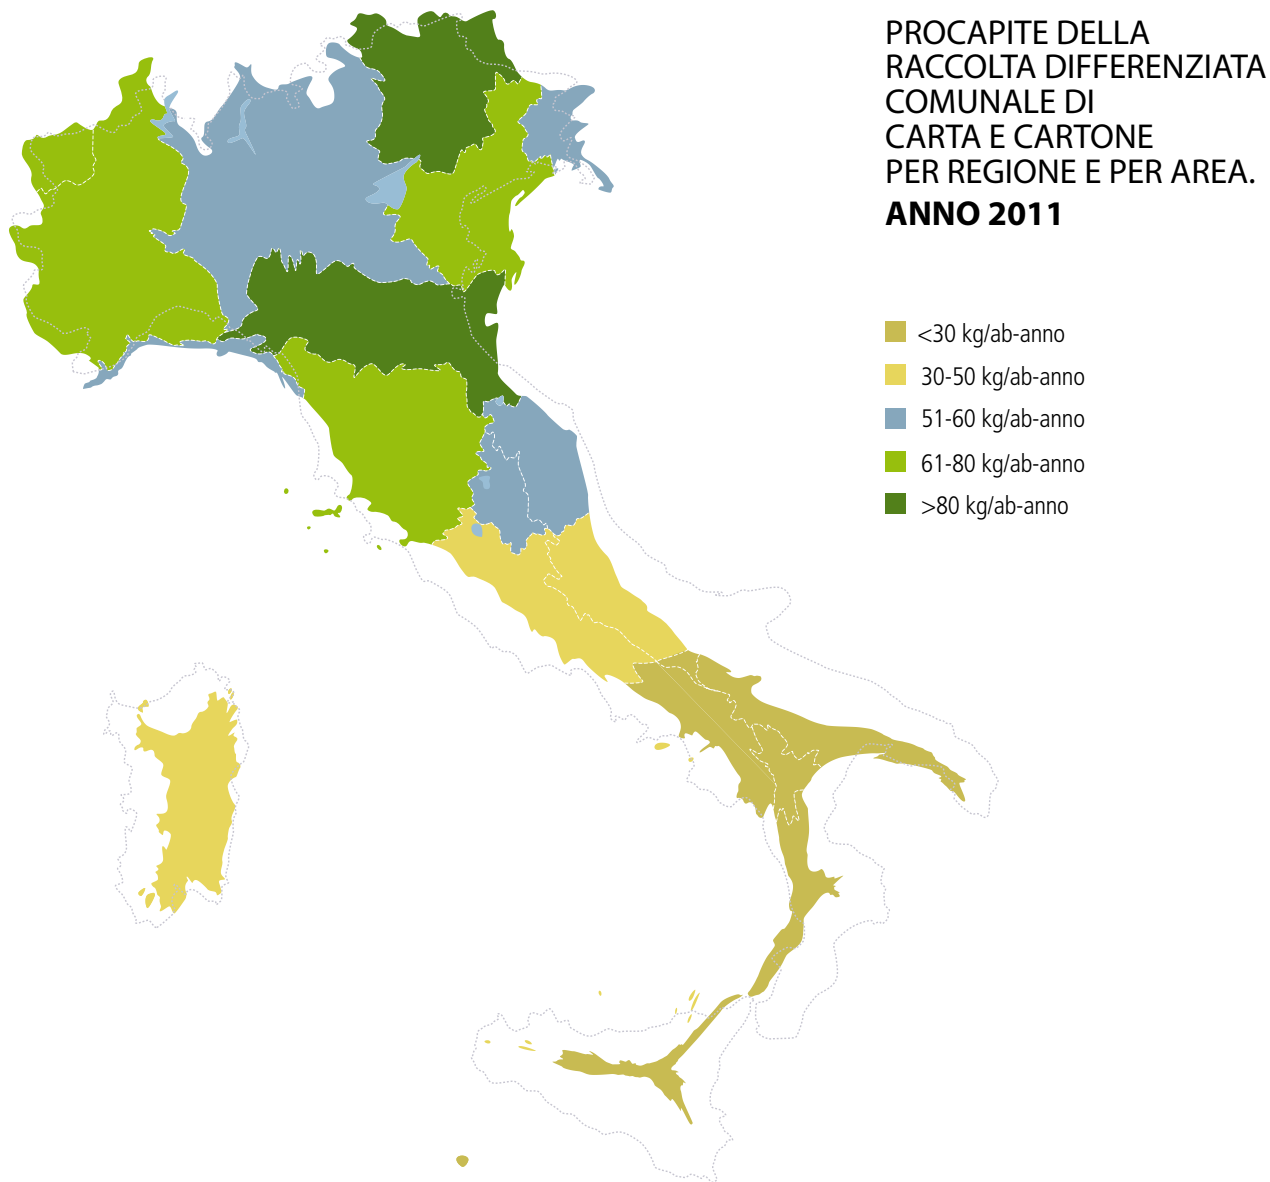 PROCAPITE DELLA
RACCOLTA DIFFERENZIATA
COMUNALE DI
CARTA E CARTONE
PER REGIONE E PER AREA.
ANNO 2011
<30 kg/ab-anno
30-50 kg/ab-anno
51-60 kg/ab-anno
61-80 kg/ab-anno
>80 kg/ab-anno